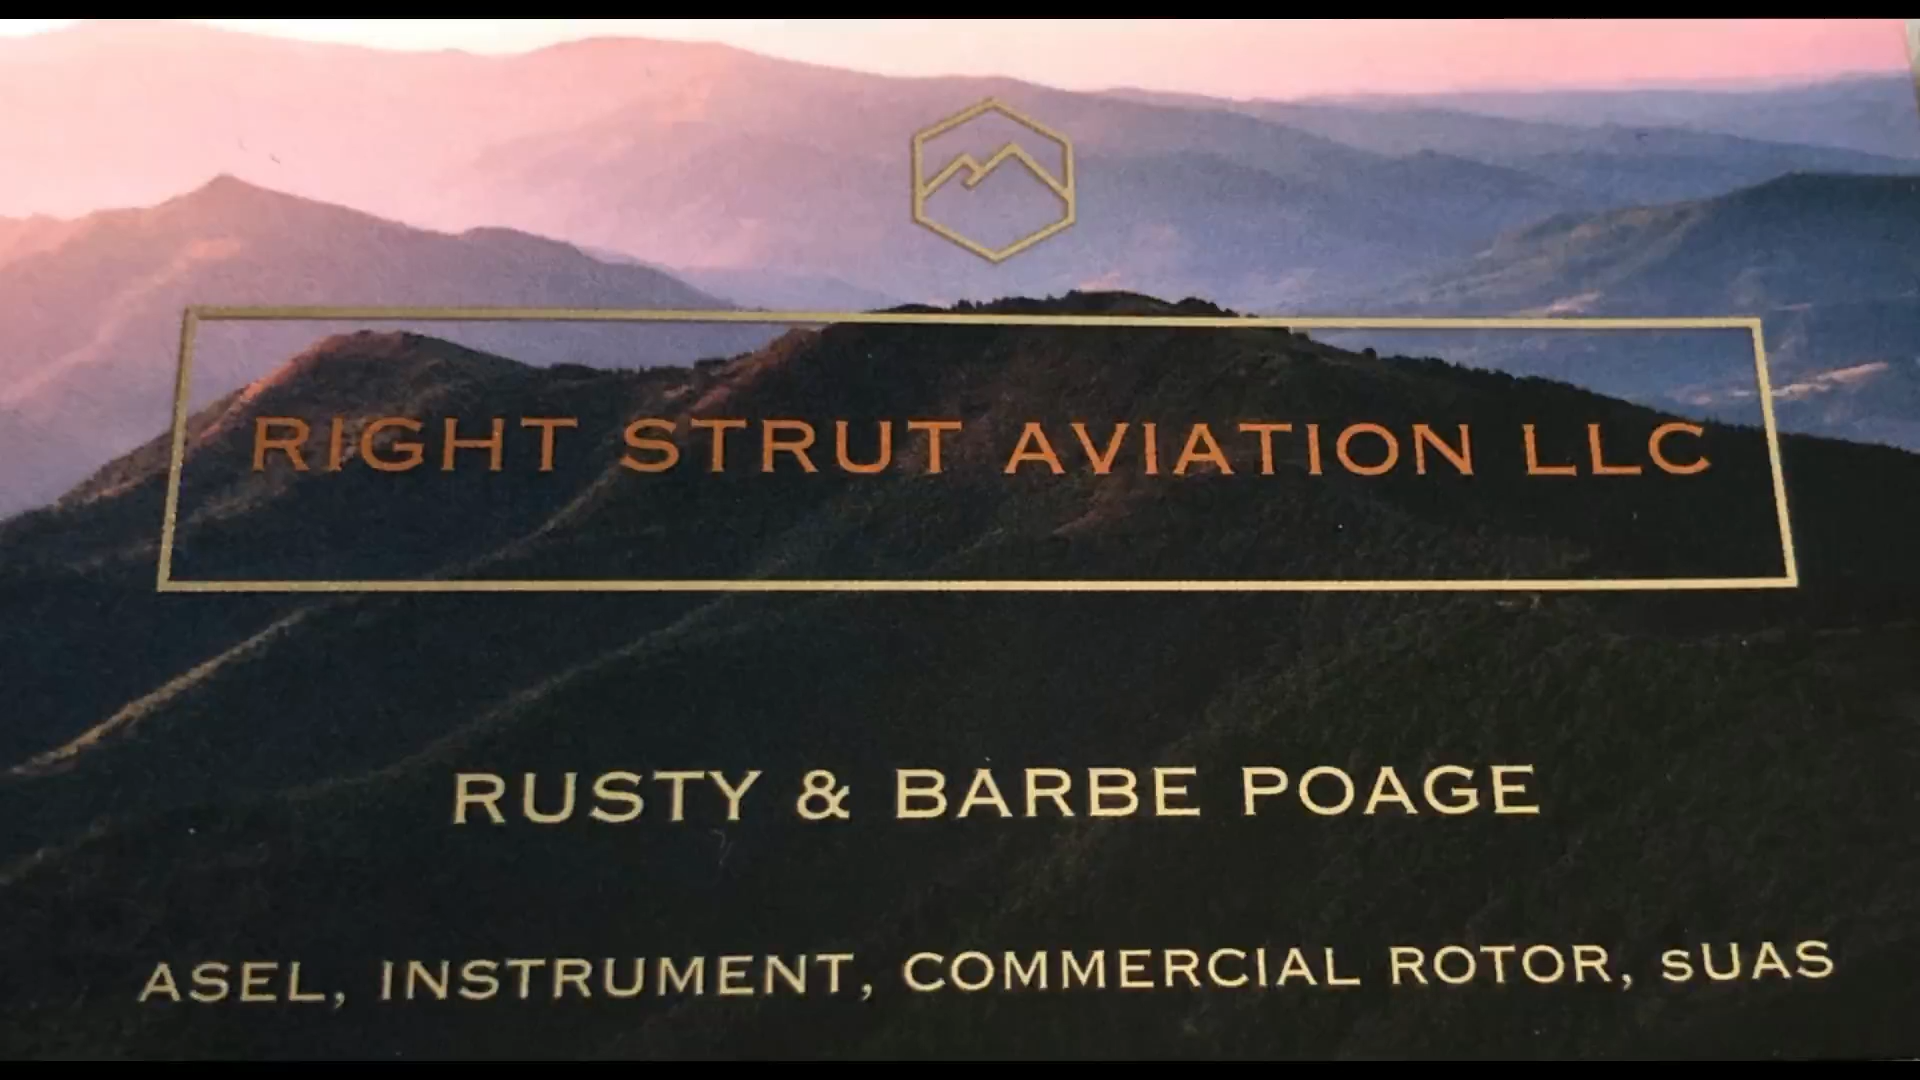 RIGHT STRUT AVIATION LLC
RUSTY & BARBE POAGE
ASEL, INSTRUMENT, COMMERCIAL ROTOR, sUAS